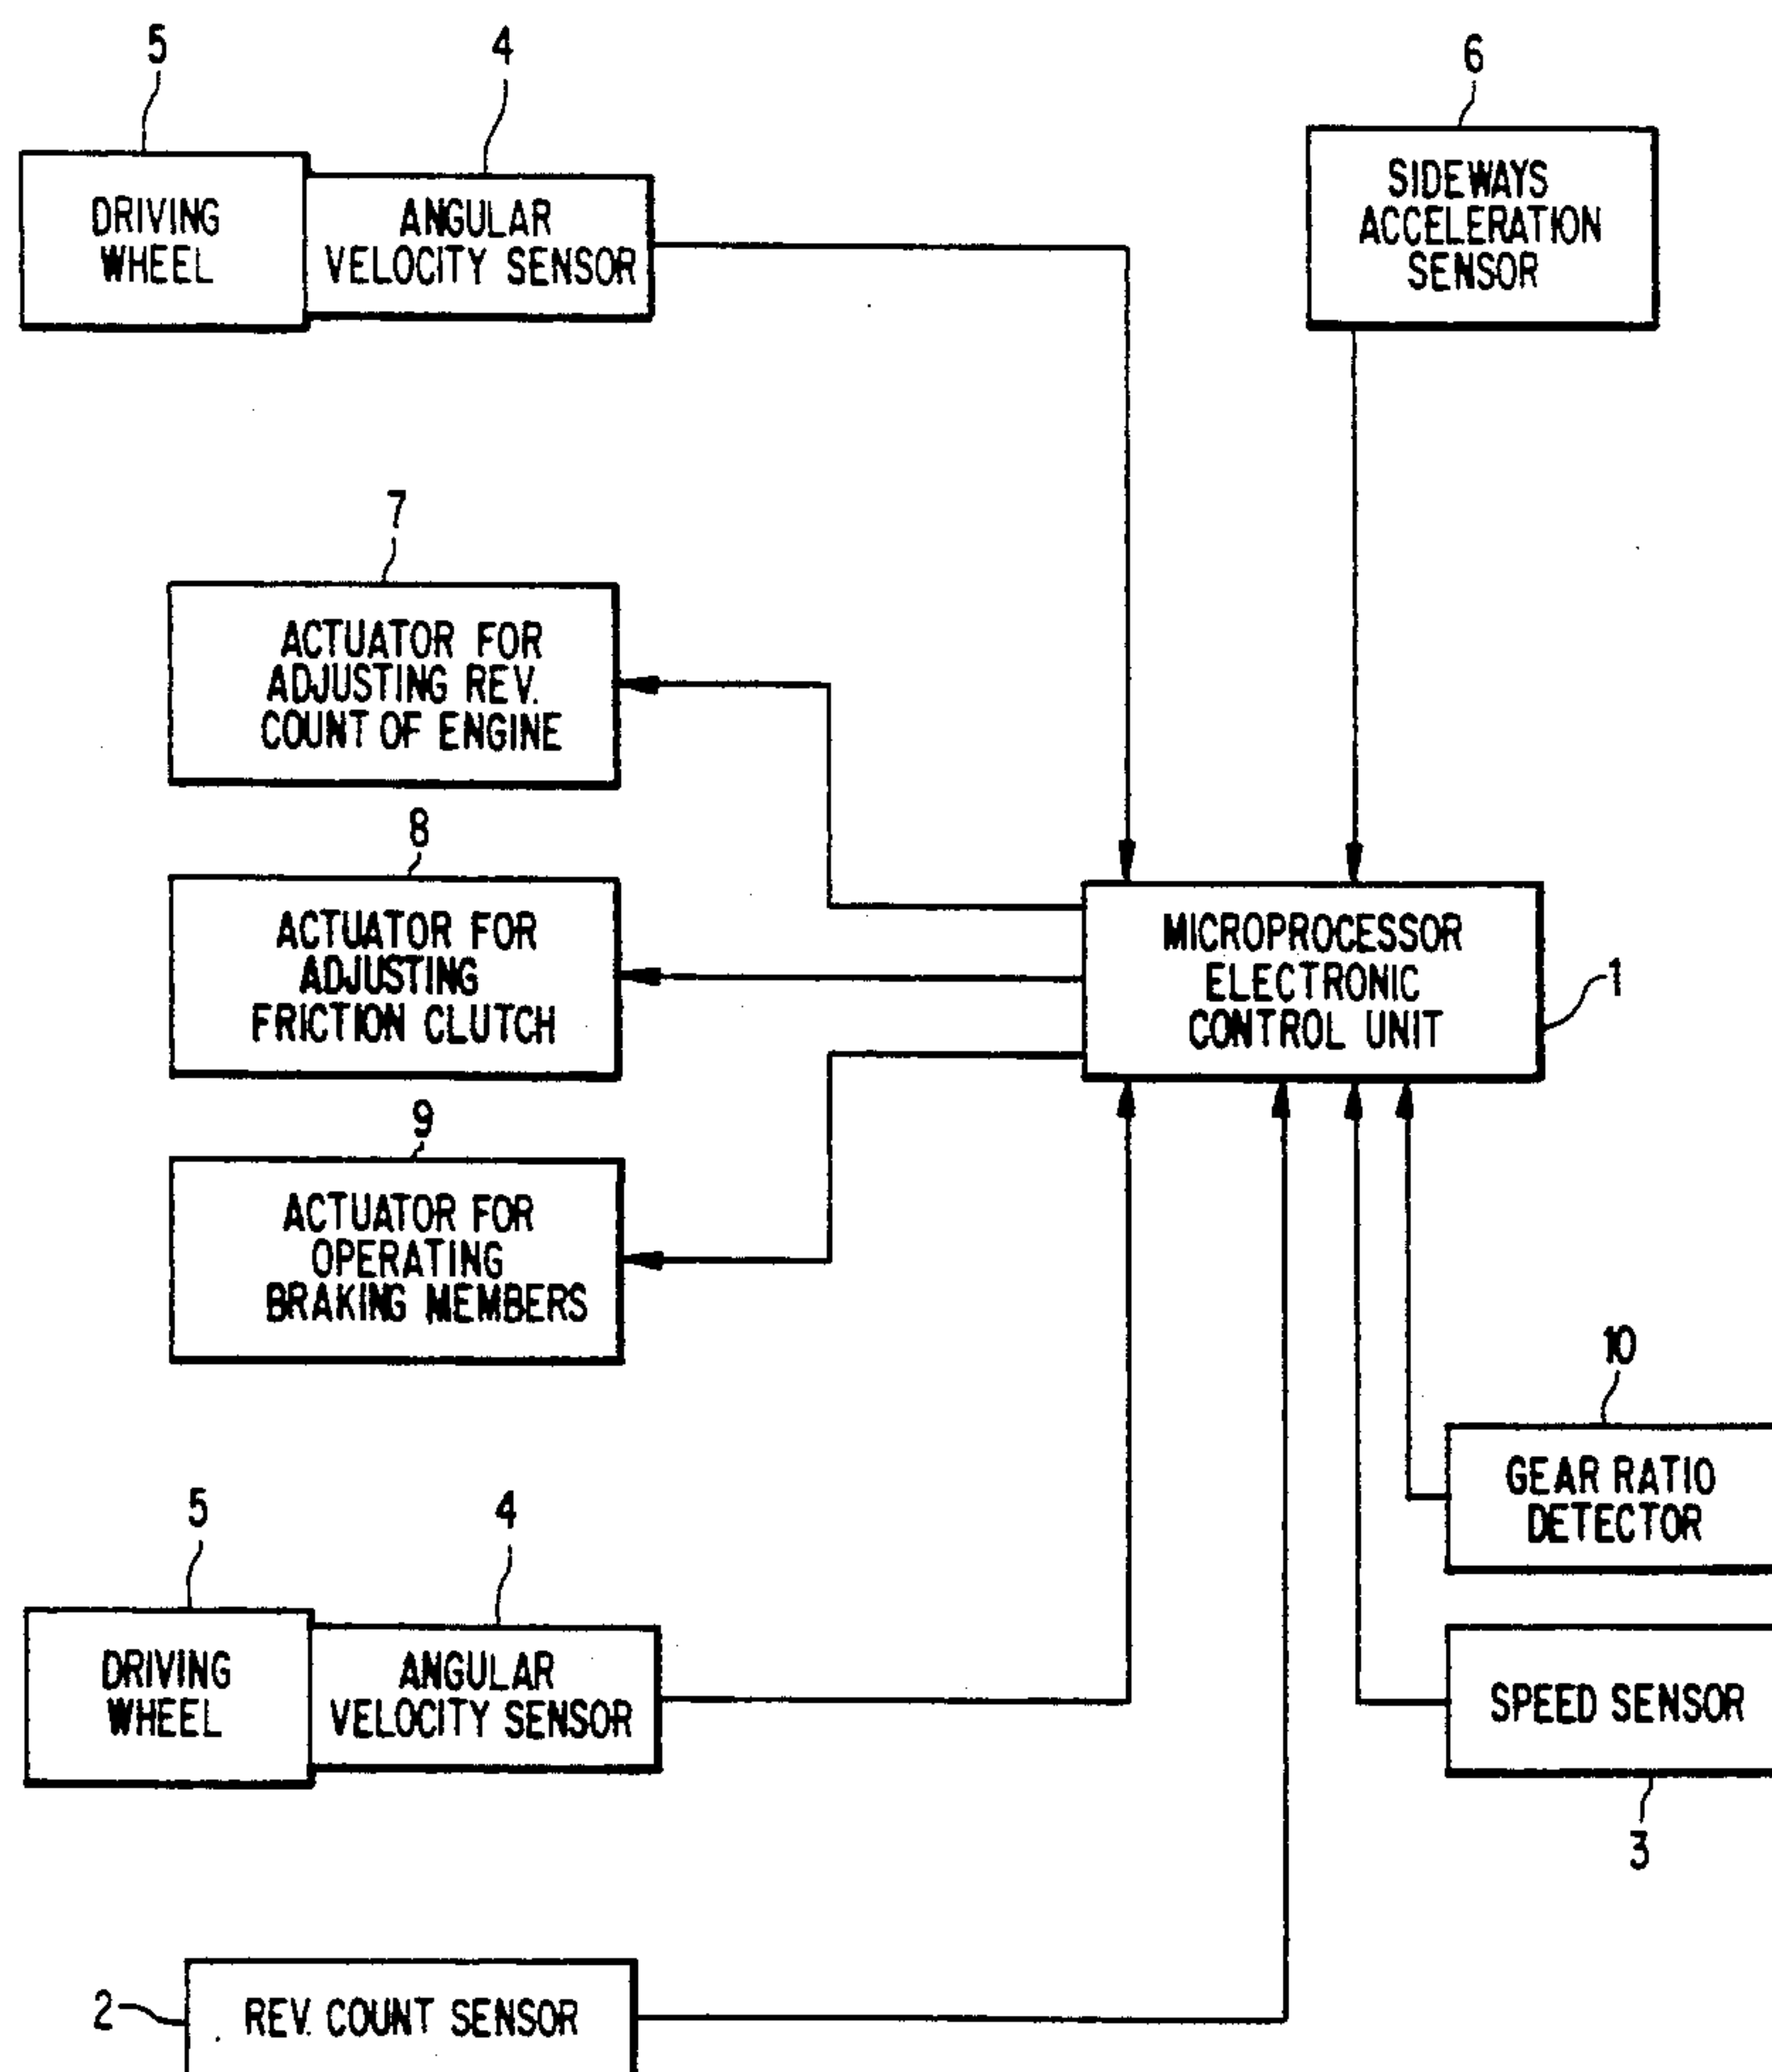 5
4
6
DRIVING
WHEEL
ANGULAR
VELOCITY SENSOR
SIDEWAYS
ACCELERATION
SENSOR
7
ACTUATOR FOR
ADJUSTING REV.
COUNT OF ENGINE
8
ACTUATOR FOR
ADJUSTING
FRICTION CLUTCH
MICROPROCESSOR
ELECTRONIC
CONTROL UNIT
1
9
ACTUATOR FOR
OPERATING
BRAKING MEMBERS
10
GEAR RATIO
DETECTOR
5
4
DRIVING
WHEEL
ANGULAR
VELOCITY SENSOR
SPEED SENSOR
3
2
REV. COUNT SENSOR